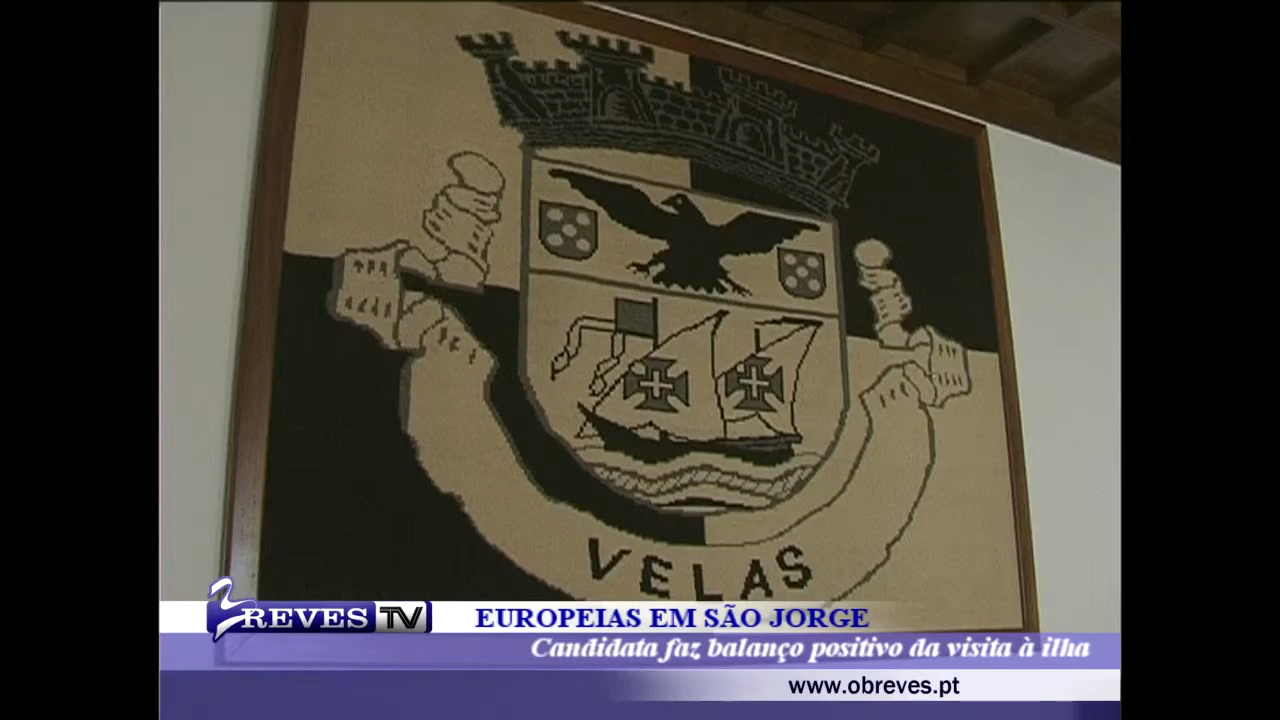 VELAS
BREVES TV
EUROPEIAS EM SÃO JORGE
Candidata faz balanço positivo da visita à ilha
www.obreves.pt